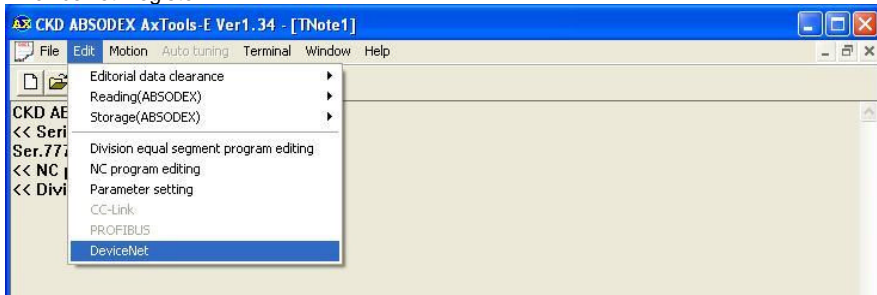 CKD ABSODEX AxTools-E Ver1.34 - [TNote1]
File Edit Motion Auto tuning Terminal Window Help
Editorial data clearance
Reading(ABSODEX)
Storage(ABSODEX)
Division equal segment program editing
NC program editing
Parameter setting
CC-Link
PROFIBUS
DeviceNet
CKD AB
<< Seri
Ser.777
<< NC
<< Divi